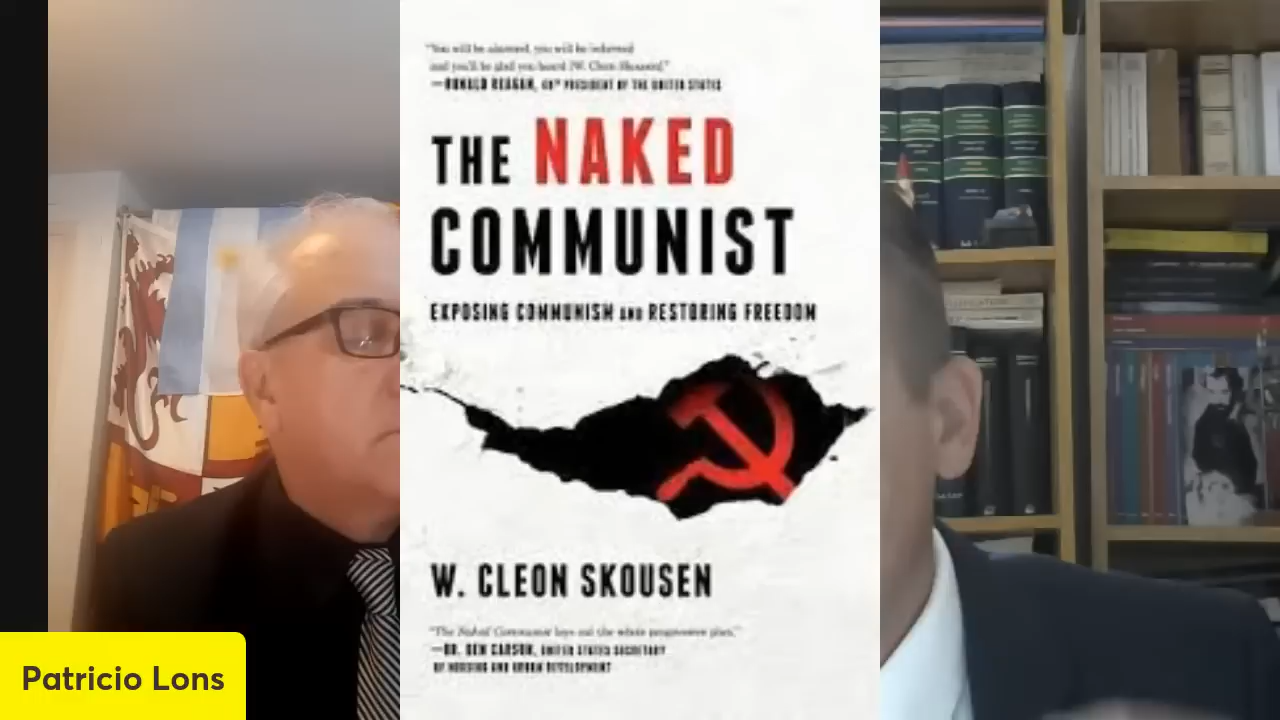 "You will be alarmed, you will be informed
and you'll be glad you heard W. Cleon Skousen."
—RONALD REAGAN, 40TH PRESIDENT OF THE UNITED STATES
THE NAKED
COMMUNIST
EXPOSING COMMUNISM AND RESTORING FREEDOM
W. CLEON SKOUSEN
"The Naked Communist lays out the whole progressive plan."
—DR. BEN CARSON, UNITED STATES SECRETARY
OF HOUSING AND URBAN DEVELOPMENT
Patricio Lons